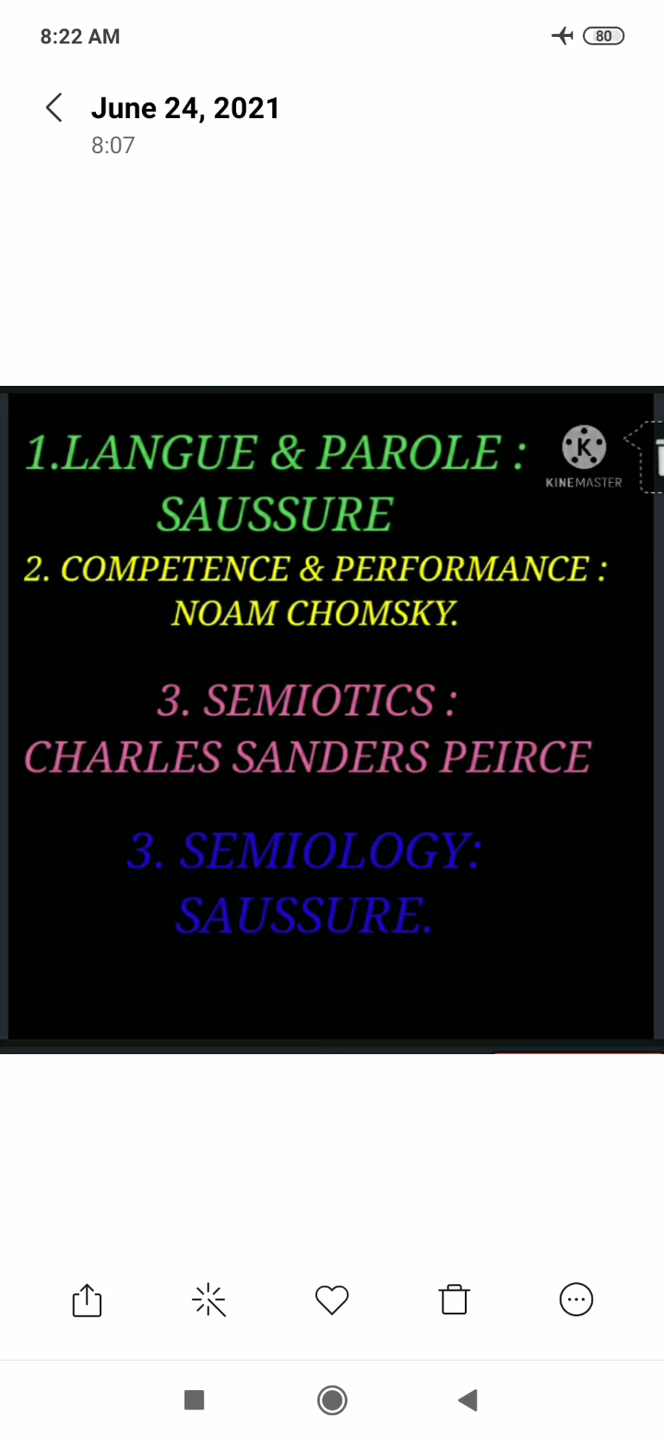 8:22 AM
80
June 24, 2021
8:07
1.LANGUE & PAROLE :
KINEMASTER
SAUSSURE
2. COMPETENCE & PERFORMANCE :
NOAM CHOMSKY.
3. SEMIOTICS :
CHARLES SANDERS PEIRCE
3. SEMIOLOGY:
SAUSSURE.